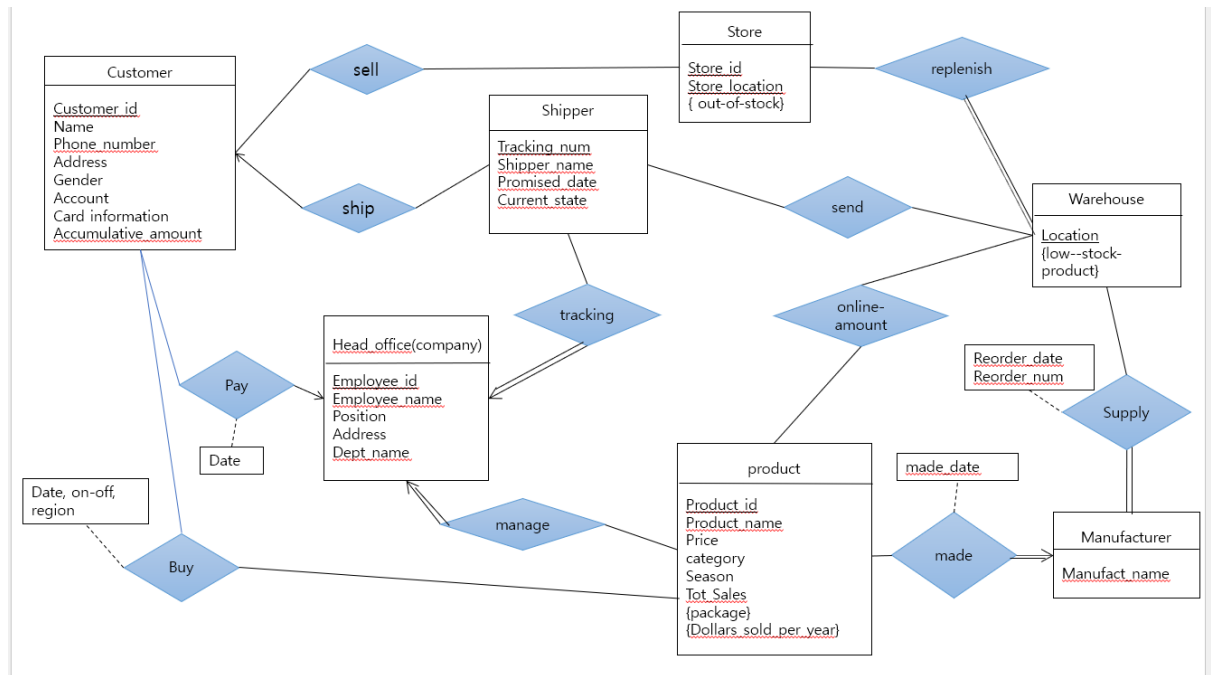 Store
Store_id
Store_location
{ out-of-stock}
sell
replenish
Customer
Customer_id
Name
Phone_number
Address
Gender
Account
Card information
Accumulative_amount
Shipper
Tracking_num
Shipper_name
Promised_date
Current_state
ship
send
Warehouse
Location
{low--stock-
product}
tracking
online-
amount
Head_office(company)
Employee_id
Employee_name
Position
Address
Dept_name
Reorder_date
Reorder_num
Pay
Supply
Date
product
Product_id
Product_name
Price
category
Season
Tot_Sales
{package}
{Dollars_sold_per_year}
made_date
Date, on-off,
region
manage
made
Manufacturer
Manufact_name
Buy